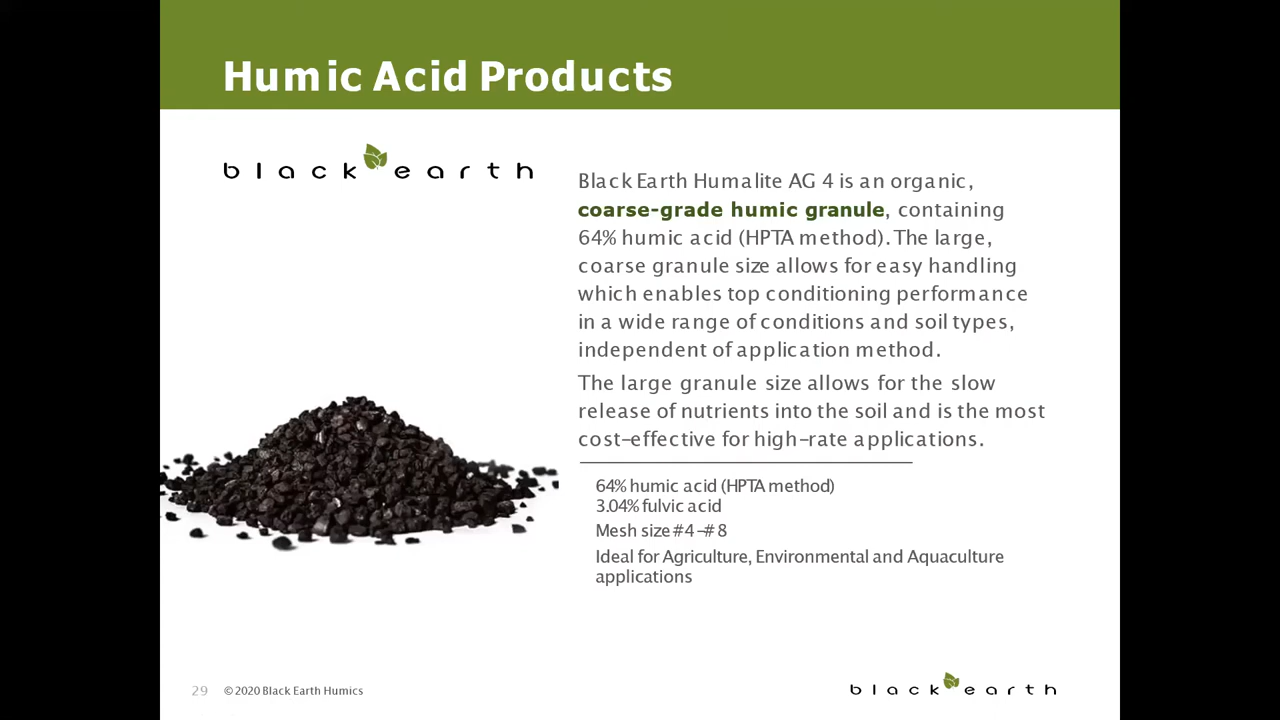 Humic Acid Products
black earth
Black Earth Humalite AG 4 is an organic,
coarse-grade humic granule, containing
64% humic acid (HPTA method). The large,
coarse granule size allows for easy handling
which enables top conditioning performance
in a wide range of conditions and soil types,
independent of application method.
The large granule size allows for the slow
release of nutrients into the soil and is the most
cost-effective for high-rate applications.
64% humic acid (HPTA method)
3.04% fulvic acid
Mesh size #4 -#8
Ideal for Agriculture, Environmental and Aquaculture
applications
29 © 2020 Black Earth Humics
black earth